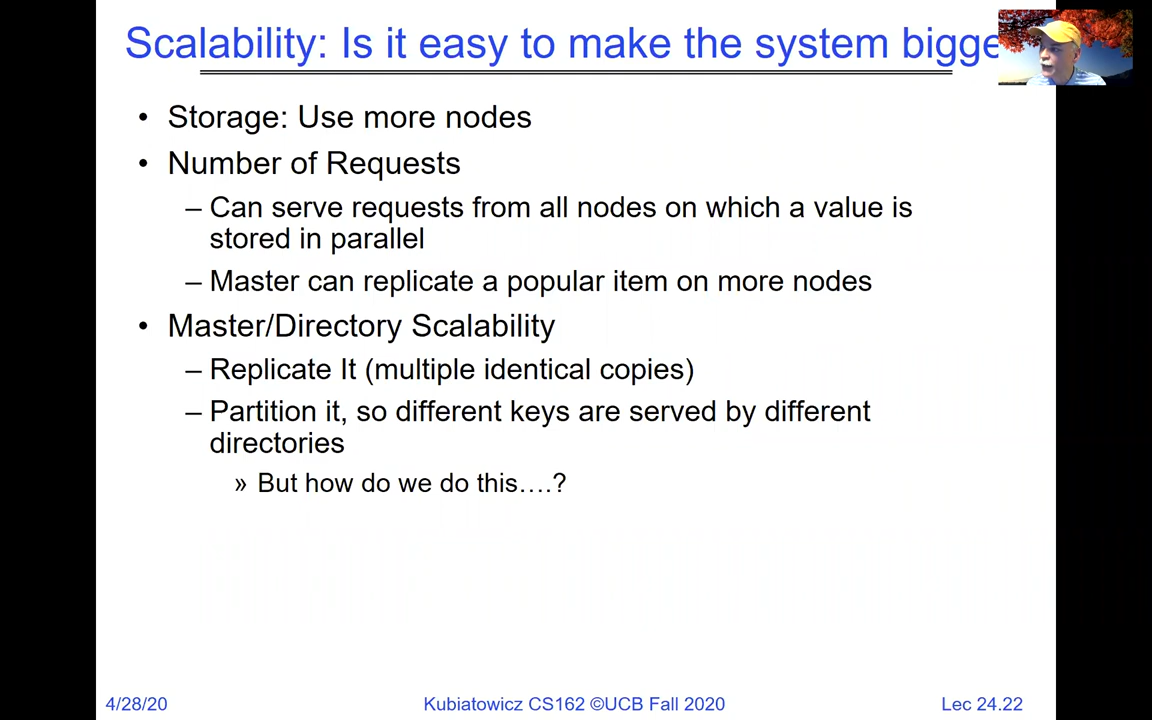 Scalability: Is it easy to make the system bigge
• Storage: Use more nodes
• Number of Requests
– Can serve requests from all nodes on which a value is
stored in parallel
– Master can replicate a popular item on more nodes
• Master/Directory Scalability
– Replicate It (multiple identical copies)
– Partition it, so different keys are served by different
directories
» But how do we do this….?
4/28/20
Kubiatowicz CS162 ©UCB Fall 2020
Lec 24.22